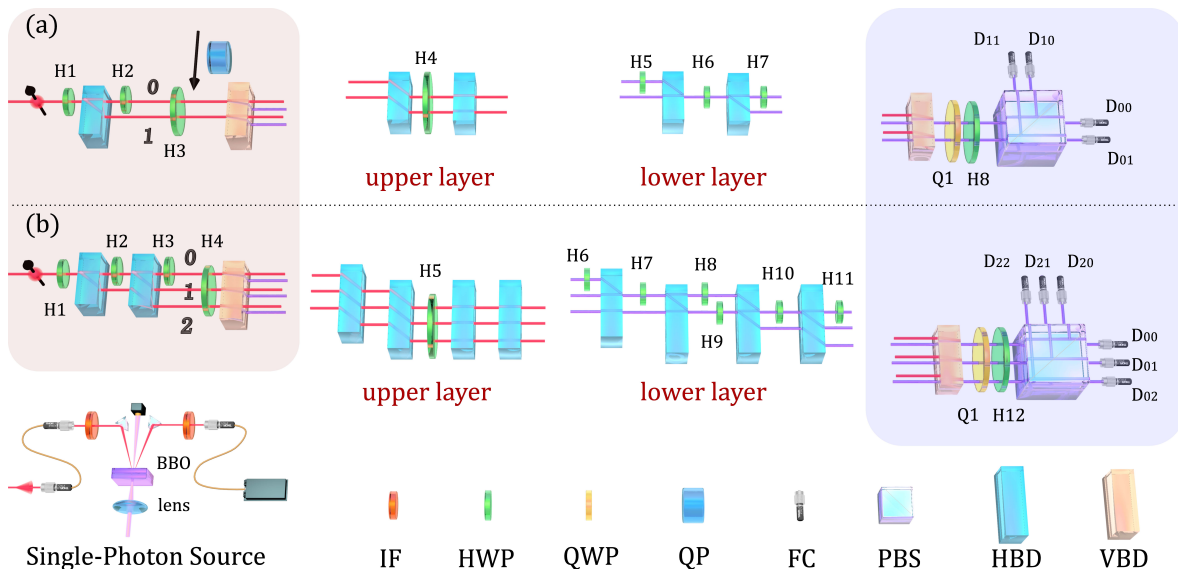 (a)
H1
H2
0
1
H3
H4
upper layer
H5
H6
H7
lower layer
D11
D10
D00
D01
Q1
H8
(b)
H1
H2
H3
H4
0
1
2
H5
upper layer
H6
H7
H8
H9
H10
H11
lower layer
D22
D21
D20
D00
D01
D02
Q1
H12
BBO
lens
Single-Photon Source
IF
HWP
QWP
QP
FC
PBS
HBD
VBD